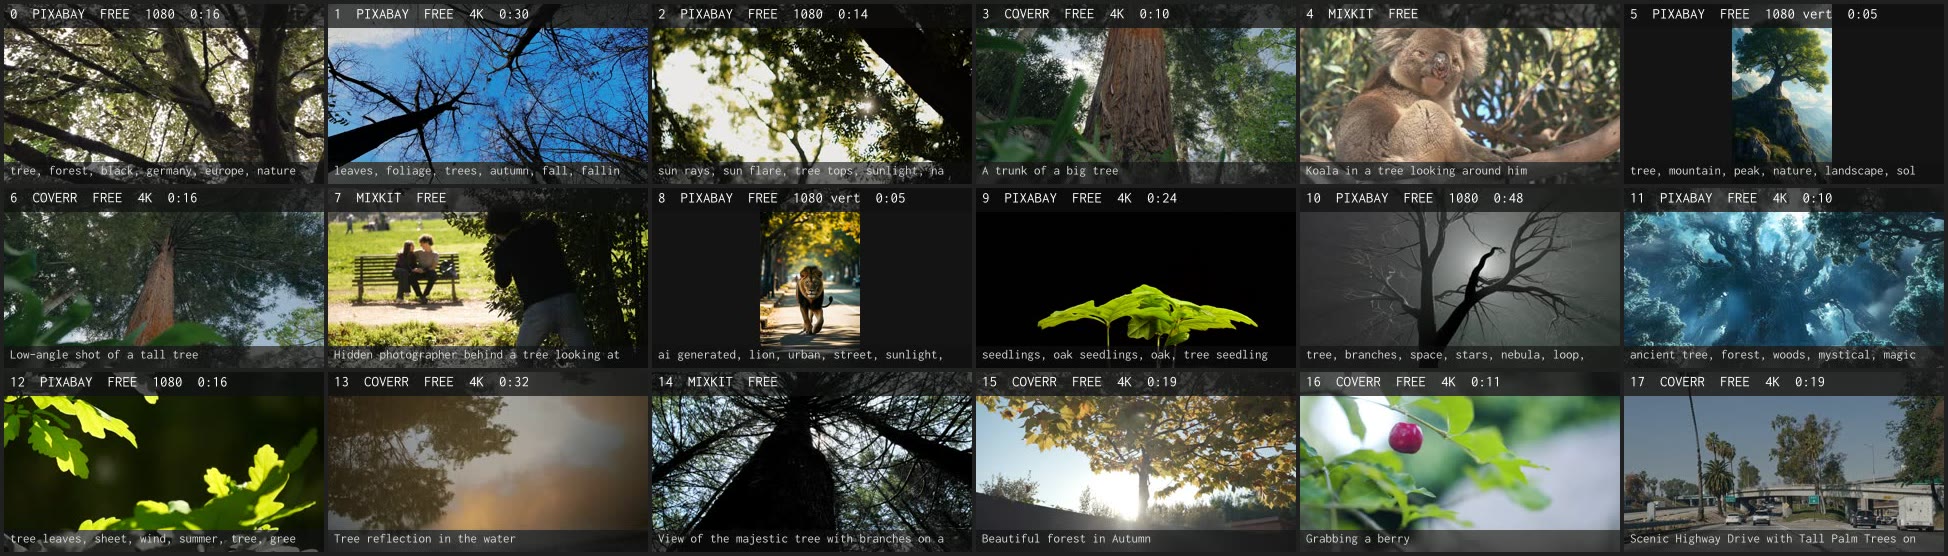 0 PIXABAY FREE 1080 0:16
tree, forest, black, germany, europe, nature
1 PIXABAY FREE 4K 0:30
leaves, foliage, trees, autumn, fall, fallin
2 PIXABAY FREE 1080 0:14
sun rays, sun flare, tree tops, sunlight, na
3 COVERR FREE 4K 0:10
A trunk of a big tree
4 MIXKIT FREE
Koala in a tree looking around him
5 PIXABAY FREE 1080 vert 0:05
tree, mountain, peak, nature, landscape, sol
6 COVERR FREE 4K 0:16
Low-angle shot of a tall tree
7 MIXKIT FREE
Hidden photographer behind a tree looking at
8 PIXABAY FREE 1080 vert 0:05
ai generated, lion, urban, street, sunlight,
9 PIXABAY FREE 4K 0:24
seedlings, oak seedlings, oak, tree seedling
10 PIXABAY FREE 1080 0:48
tree, branches, space, stars, nebula, loop,
11 PIXABAY FREE 4K 0:10
ancient tree, forest, woods, mystical, magic
12 PIXABAY FREE 1080 0:16
tree leaves, sheet, wind, summer, tree, gree
13 COVERR FREE 4K 0:32
Tree reflection in the water
14 MIXKIT FREE
View of the majestic tree with branches on a
15 COVERR FREE 4K 0:19
Beautiful forest in Autumn
16 COVERR FREE 4K 0:11
Grabbing a berry
17 COVERR FREE 4K 0:19
Scenic Highway Drive with Tall Palm Trees on